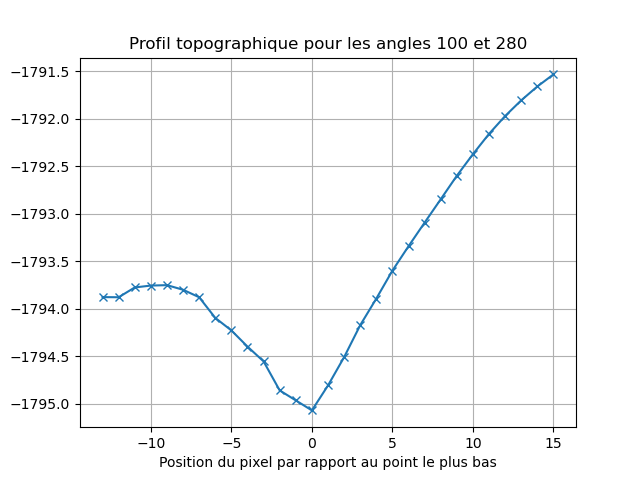 Profil topographique pour les angles 100 et 280
−1791.5
−1792.0
−1792.5
−1793.0
−1793.5
−1794.0
−1794.5
−1795.0
−10 −5 0 5 10 15
Position du pixel par rapport au point le plus bas